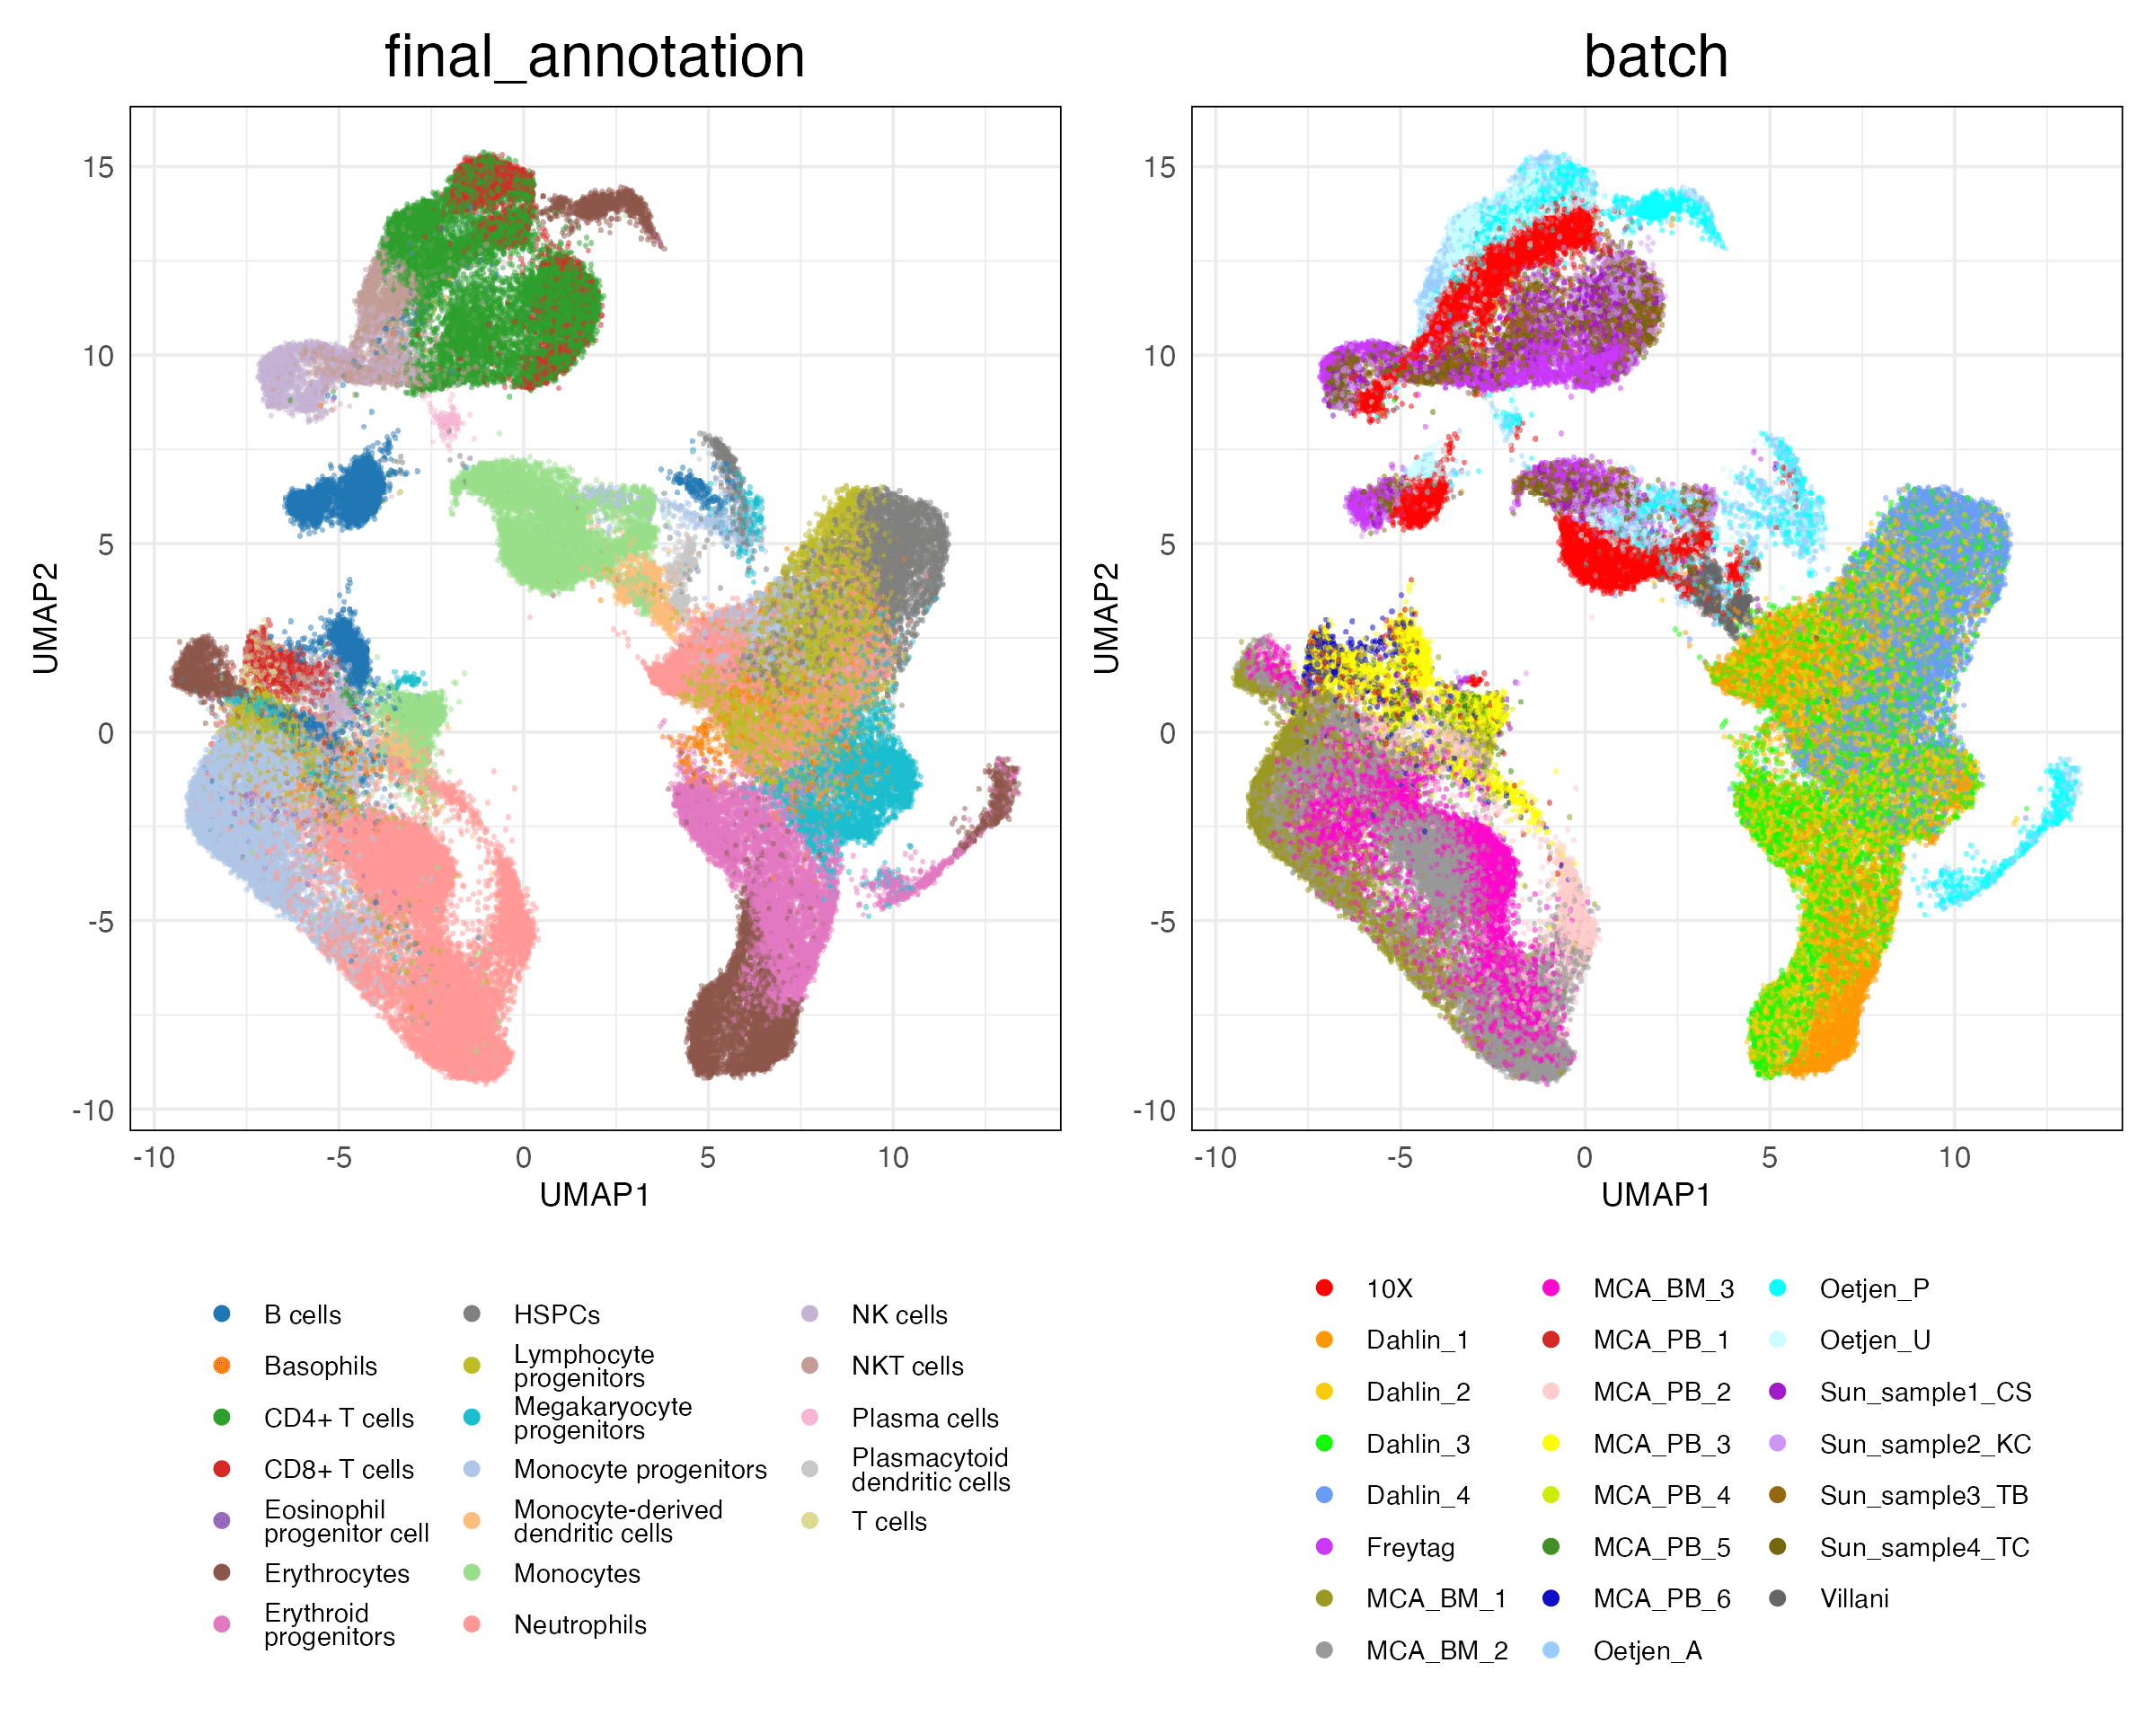 final_annotation
batch
15
10
5
0
-5
-10
UMAP2
-10
-5
0
5
10
UMAP1
15
10
5
0
-5
-10
UMAP2
-10
-5
0
5
10
UMAP1
B cells
Basophils
CD4+ T cells
CD8+ T cells
Eosinophil
progenitor cell
Erythrocytes
Erythroid
progenitors
HSPCs
Lymphocyte
progenitors
Megakaryocyte
progenitors
Monocyte progenitors
Monocyte-derived
dendritic cells
Monocytes
Neutrophils
NK cells
NKT cells
Plasma cells
Plasmacytoid
dendritic cells
T cells
10X
Dahlin_1
Dahlin_2
Dahlin_3
Dahlin_4
Freytag
MCA_BM_1
MCA_BM_2
MCA_BM_3
MCA_PB_1
MCA_PB_2
MCA_PB_3
MCA_PB_4
MCA_PB_5
MCA_PB_6
Oetjen_A
Oetjen_P
Oetjen_U
Sun_sample1_CS
Sun_sample2_KC
Sun_sample3_TB
Sun_sample4_TC
Villani